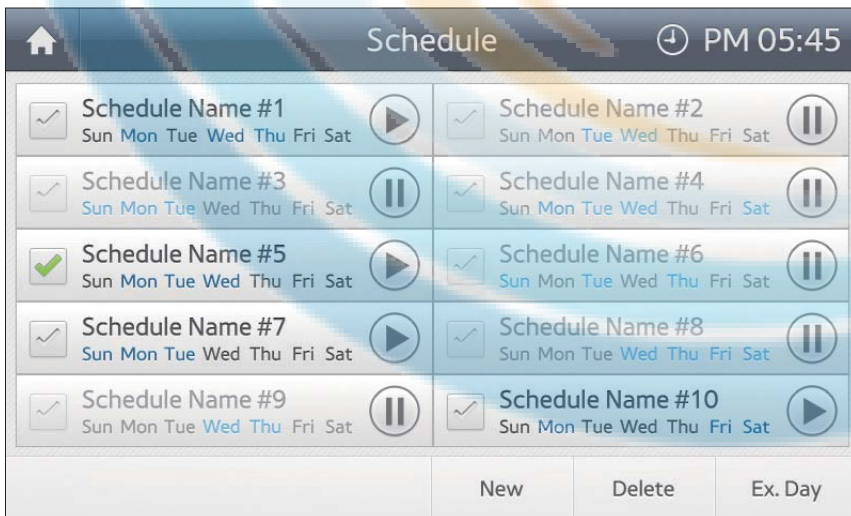 Schedule
PM 05:45
Schedule Name #1
Sun Mon Tue Wed Thu Fri Sat
Schedule Name #2
Sun Mon Tue Wed Thu Fri Sat
Schedule Name #3
Sun Mon Tue Wed Thu Fri Sat
Schedule Name #4
Sun Mon Tue Wed Thu Fri Sat
Schedule Name #5
Sun Mon Tue Wed Thu Fri Sat
Schedule Name #6
Sun Mon Tue Wed Thu Fri Sat
Schedule Name #7
Sun Mon Tue Wed Thu Fri Sat
Schedule Name #8
Sun Mon Tue Wed Thu Fri Sat
Schedule Name #9
Sun Mon Tue Wed Thu Fri Sat
Schedule Name #10
Sun Mon Tue Wed Thu Fri Sat
New
Delete
Ex. Day